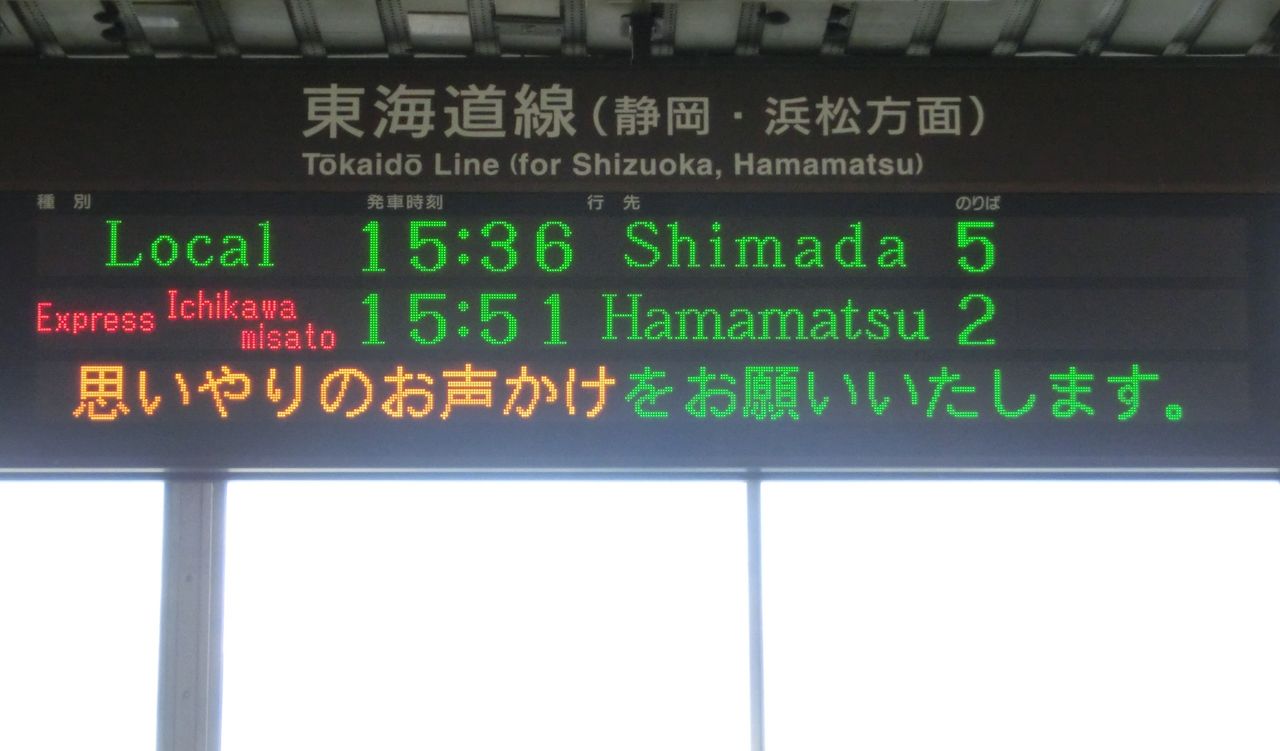 東海道線（静岡・浜松方面）
Tōkaidō Line (for Shizuoka, Hamamatsu)
種 別 発車時刻 行 先 のりば
Local 15:36 Shimada 5
Express Ichikawa misato 15:51 Hamamatsu 2
思いやりのお声かけをお願いいたします。